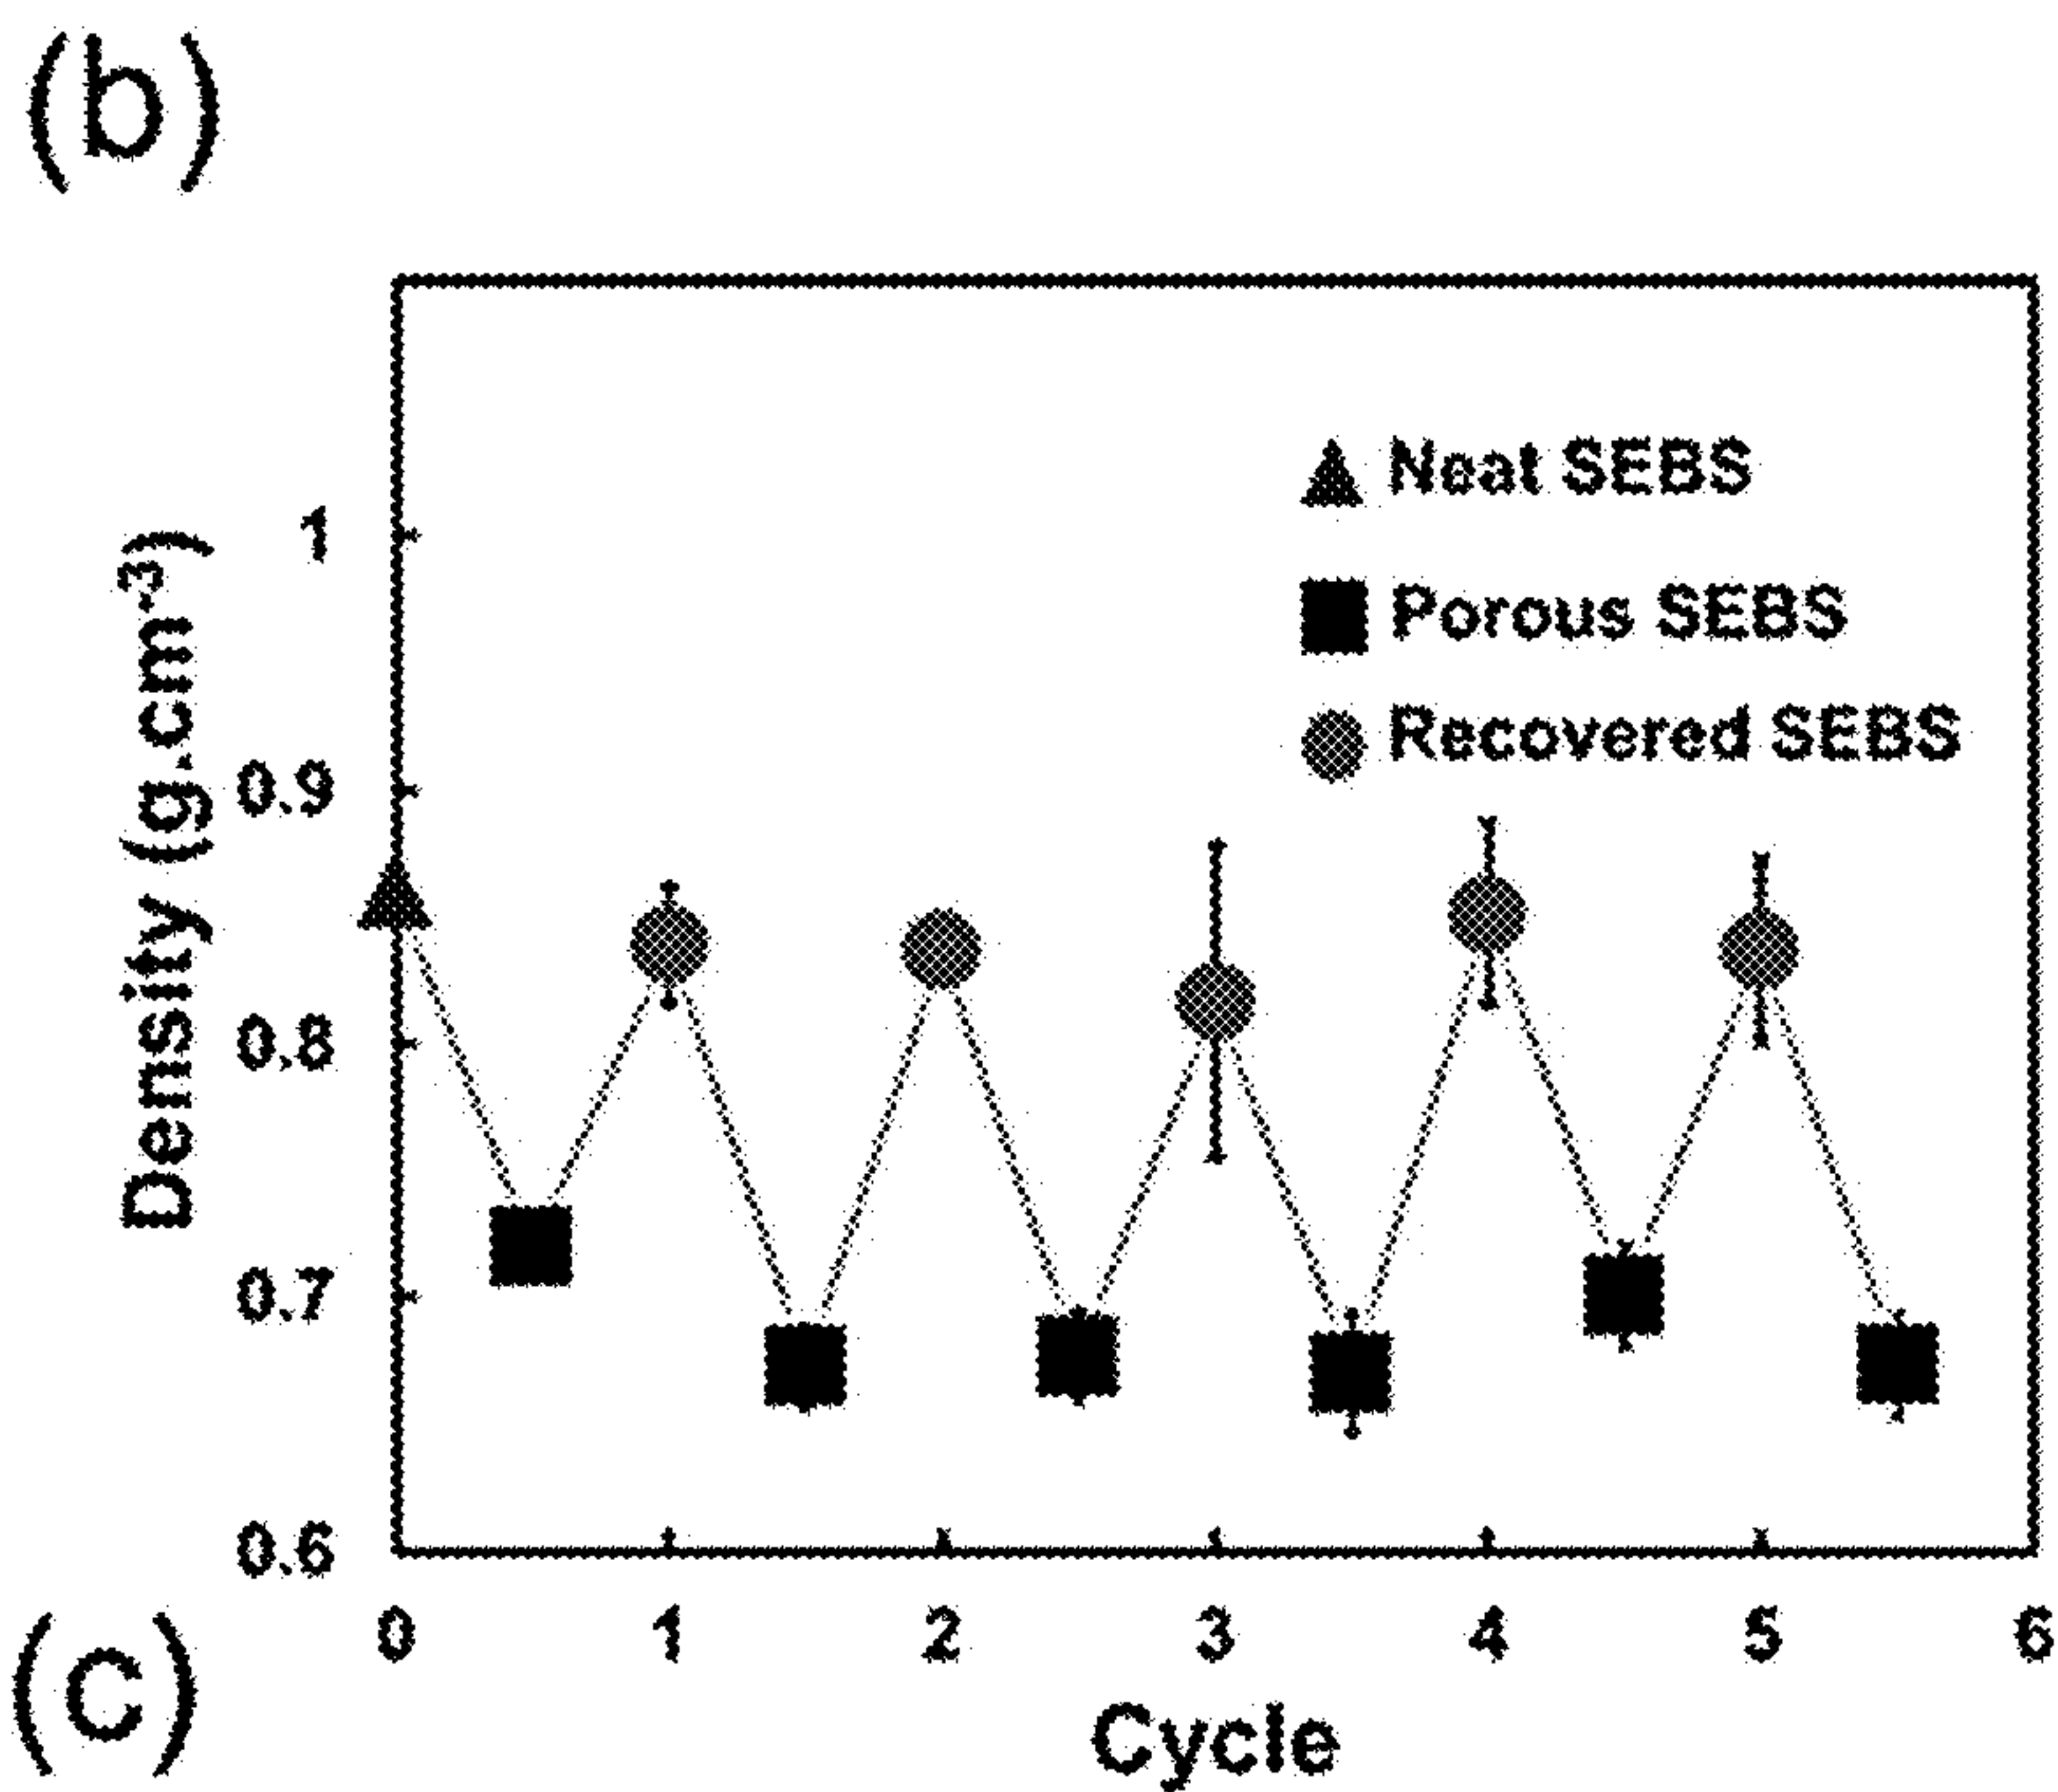 (b)
Neat SEBS
Porous SEBS
Recovered SEBS
Density (g.cm⁻³)
1
0.9
0.8
0.7
0.6
0 1 2 3 4 5 6
Cycle
(c)